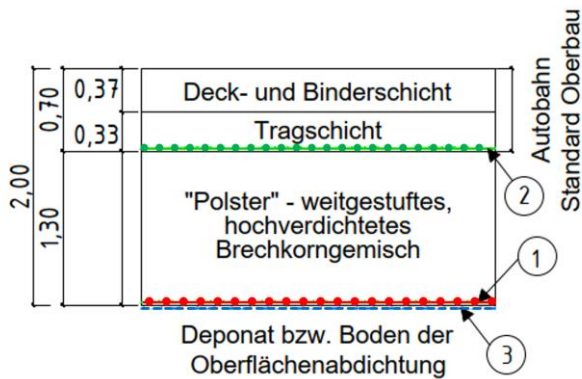 0,37
Deck- und Binderschicht
0,70
0,33
Tragschicht
Autobahn
Standard Oberbau
2
2,00
1,30
"Polster" - weitgestuftes,
hochverdichtetes
Brechkorngemisch
1
3
Deponat bzw. Boden der
Oberflächenabdichtung